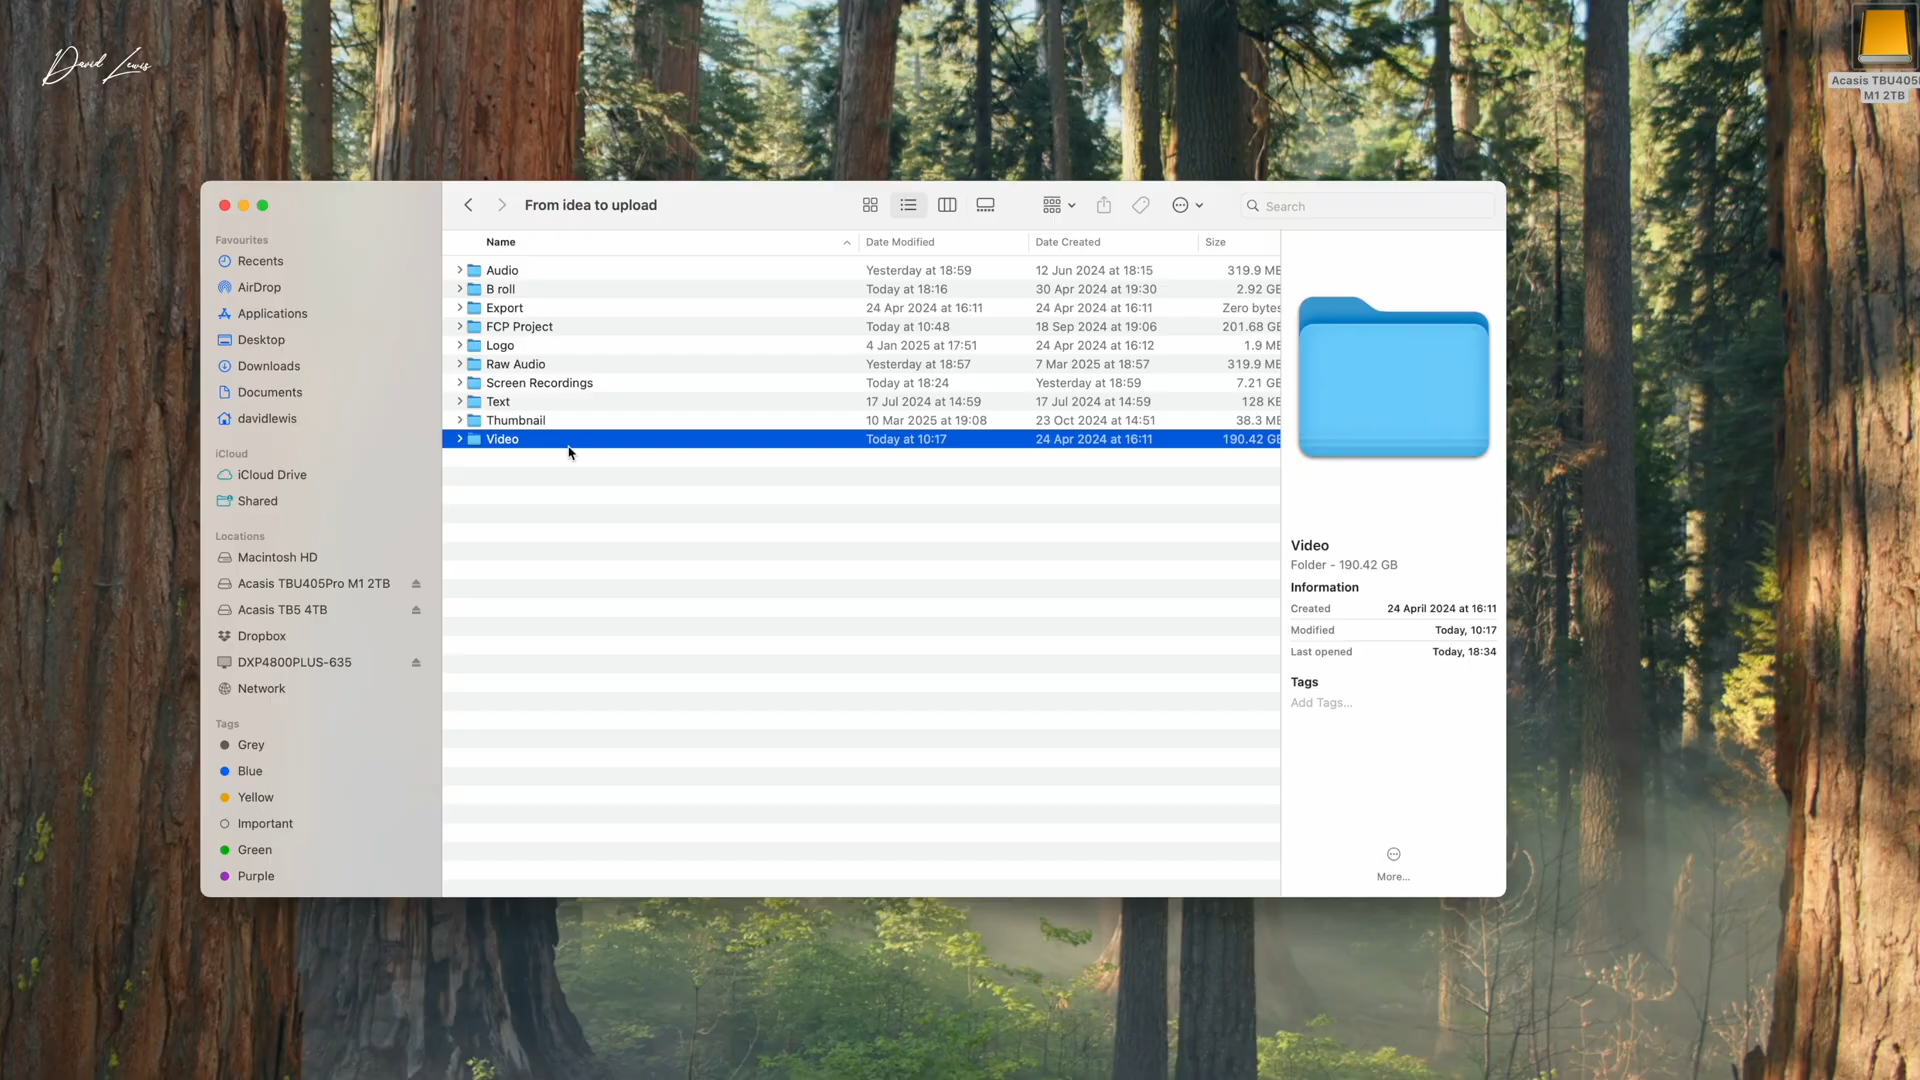 David Lewis
Acasis TBU405
M1 2TB
From idea to upload
Search
Favourites
Recents
AirDrop
Applications
Desktop
Downloads
Documents
davidlewis
iCloud
iCloud Drive
Shared
Locations
Macintosh HD
Acasis TBU405Pro M1 2TB
Acasis TB5 4TB
Dropbox
DXP4800PLUS-635
Network
Tags
Grey
Blue
Yellow
Important
Green
Purple
Name Date Modified Date Created Size
Audio Yesterday at 18:59 12 Jun 2024 at 18:15 319.9 MB
B roll Today at 18:16 30 Apr 2024 at 19:30 2.92 GB
Export 24 Apr 2024 at 16:11 24 Apr 2024 at 16:11 Zero bytes
FCP Project Today at 10:48 18 Sep 2024 at 19:06 201.68 GB
Logo 4 Jan 2025 at 17:51 24 Apr 2024 at 16:12 1.9 MB
Raw Audio Yesterday at 18:57 7 Mar 2025 at 18:57 319.9 MB
Screen Recordings Today at 18:24 Yesterday at 18:59 7.21 GB
Text 17 Jul 2024 at 14:59 17 Jul 2024 at 14:59 128 KB
Thumbnail 10 Mar 2025 at 19:08 23 Oct 2024 at 14:51 38.3 MB
Video Today at 10:17 24 Apr 2024 at 16:11 190.42 GB
Video
Folder - 190.42 GB
Information
Created 24 April 2024 at 16:11
Modified Today, 10:17
Last opened Today, 18:34
Tags
Add Tags...
More...